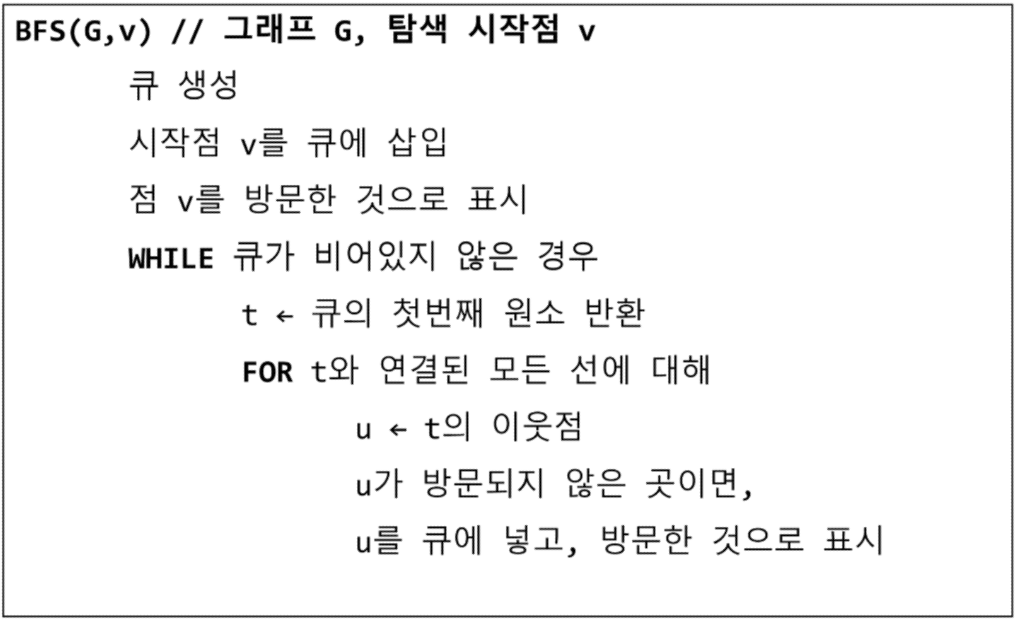 BFS(G,v) // 그래프 G, 탐색 시작점 v
큐 생성
시작점 v를 큐에 삽입
점 v를 방문한 것으로 표시
WHILE 큐가 비어있지 않은 경우
t ← 큐의 첫번째 원소 반환
FOR t와 연결된 모든 선에 대해
u ← t의 이웃점
u가 방문되지 않은 곳이면,
u를 큐에 넣고, 방문한 것으로 표시